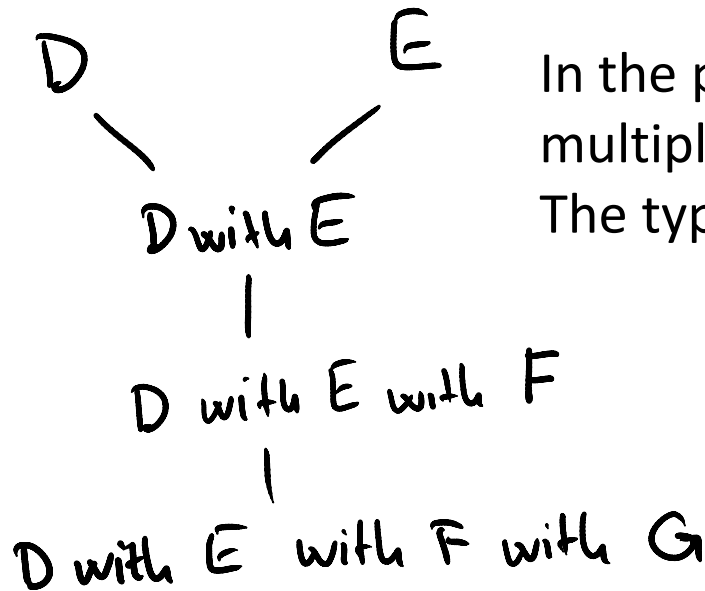 D
E
In the
multipl
The typ
D with E
D with E with F
D with E with F with G